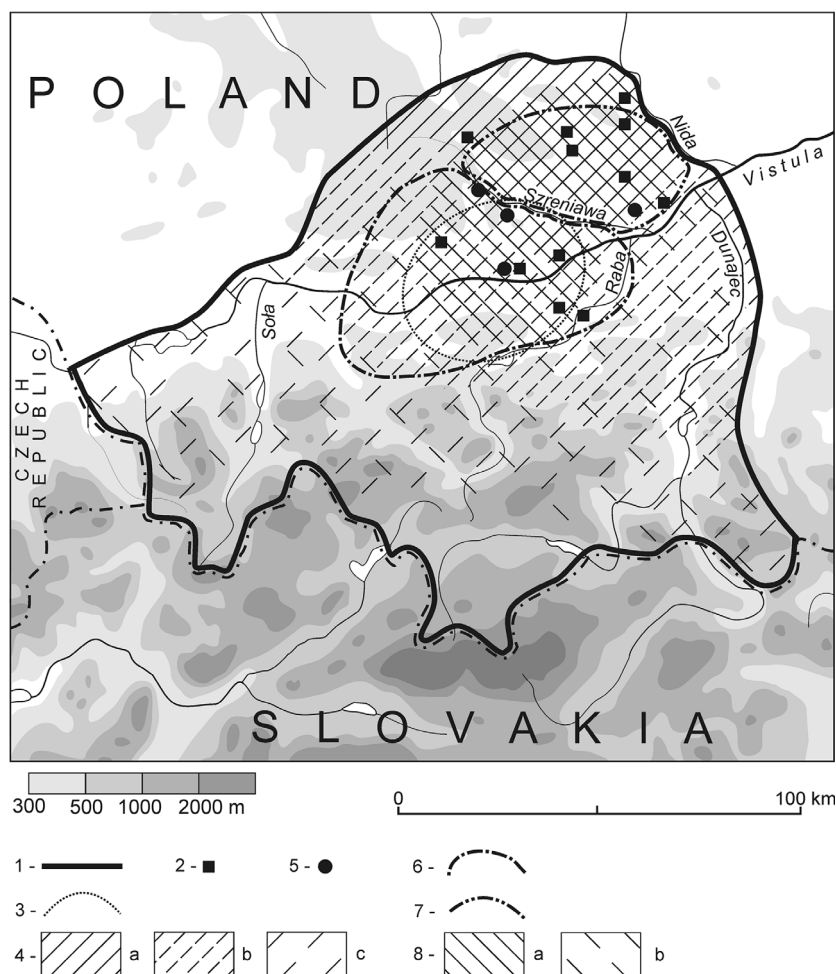 POLAND
Nida
Vistula
Szreniawa
Dunajec
Raba
Soła
CZECH
REPUBLIC
SLOVAKIA
300 500 1000 2000 m
0 100 km
1 - 2 - 5 - 6 -
3 - 7 -
4 - a b c 8 - a b